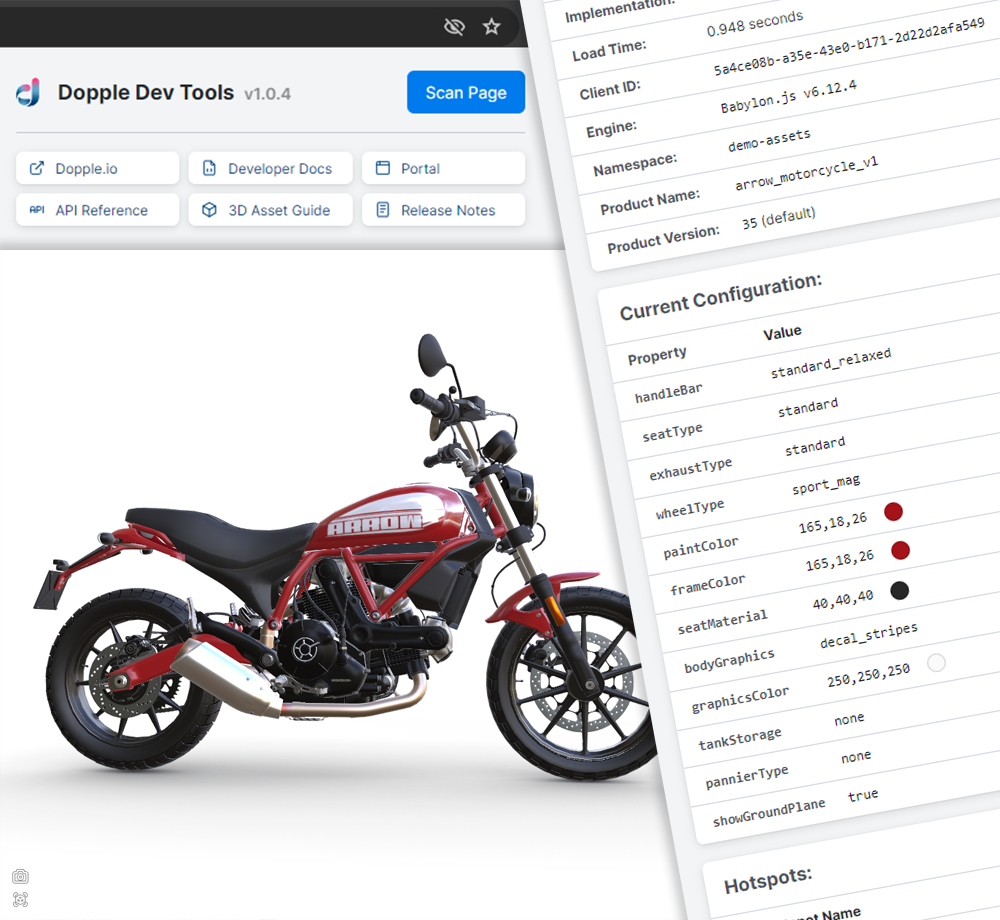 Dopple Dev Tools v1.0.4
Scan Page
Dopple.io
Developer Docs
Portal
API API Reference
3D Asset Guide
Release Notes
ARROW
Implementation:
Load Time: 0.948 seconds
Client ID: 5a4ce08b-a35e-43e0-b171-2d22d2afa549
Engine: Babylon.js v6.12.4
Namespace: demo-assets
Product Name: arrow_motorcycle_v1
Product Version: 35 (default)
Current Configuration:
Property Value
handleBar standard_relaxed
seatType standard
exhaustType standard
wheelType sport_mag
paintColor 165,18,26
frameColor 165,18,26
seatMaterial 40,40,40
bodyGraphics decal_stripes
graphicsColor 250,250,250
tankStorage none
pannierType none
showGroundPlane true
Hotspots:
Name